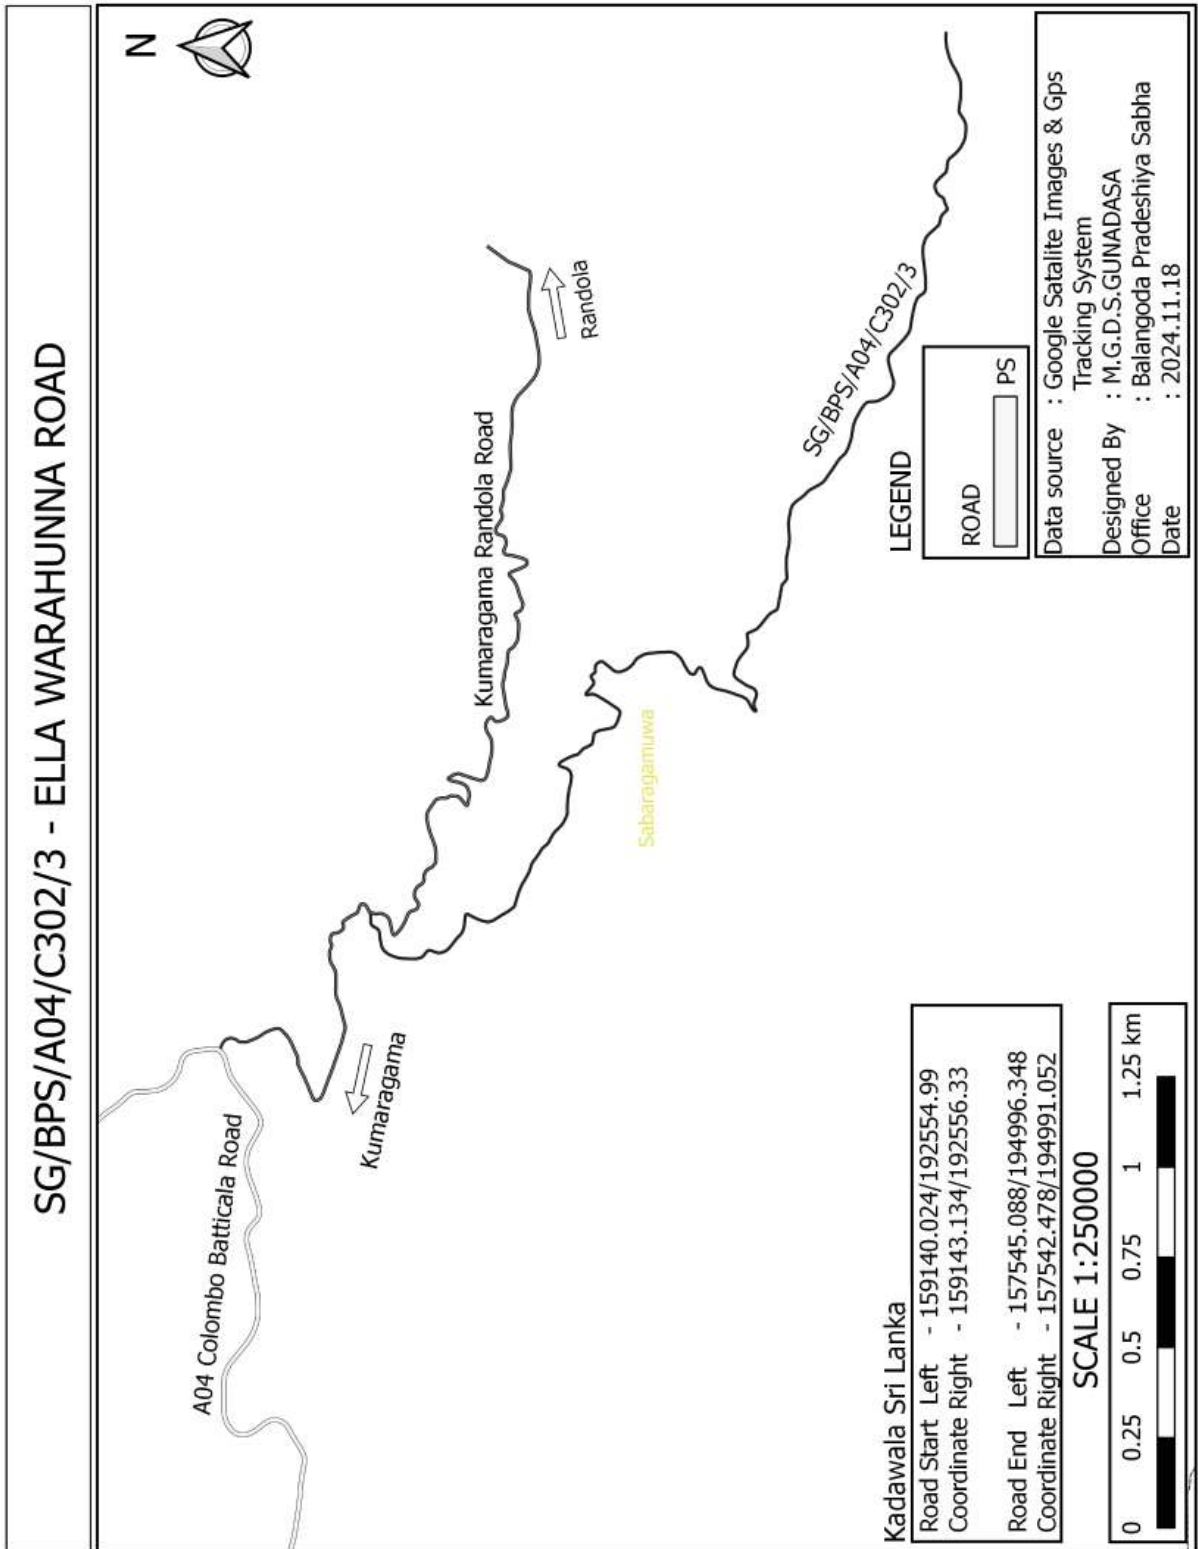 SG/BPS/A04/C302/3 - ELLA WARAHUNNA ROAD
N
A04 Colombo Batticala Road
Kumaragama
Kumaragama Randola Road
Randola
Sabaragamuwa
SG/BPS/A04/C302/3
Kadawala Sri Lanka
Road Start Left - 159140.024/192554.99
Coordinate Right - 159143.134/192556.33
Road End Left - 157545.088/194996.348
Coordinate Right - 157542.478/194991.052
SCALE 1:250000
0 0.25 0.5 0.75 1 1.25 km
LEGEND
ROAD
PS
Data source : Google Satalite Images & Gps
Tracking System
Designed By : M.G.D.S.GUNADASA
Office : Balangoda Pradeshiya Sabha
Date : 2024.11.18